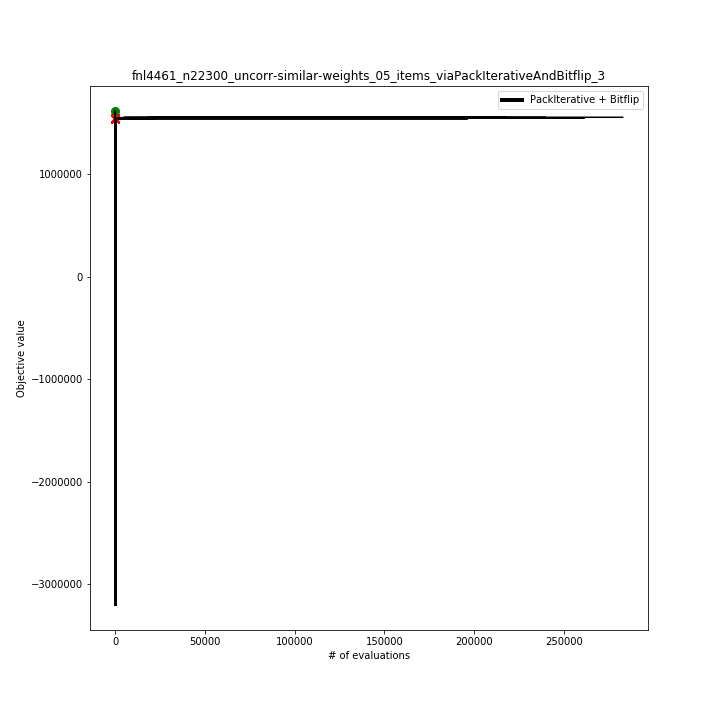 fnl4461_n22300_uncorr-similar-weights_05_items_viaPackIterativeAndBitflip_3
PackIterative + Bitflip
1000000
0
−1000000
−2000000
−3000000
Objective value
0
50000
100000
150000
200000
250000
# of evaluations